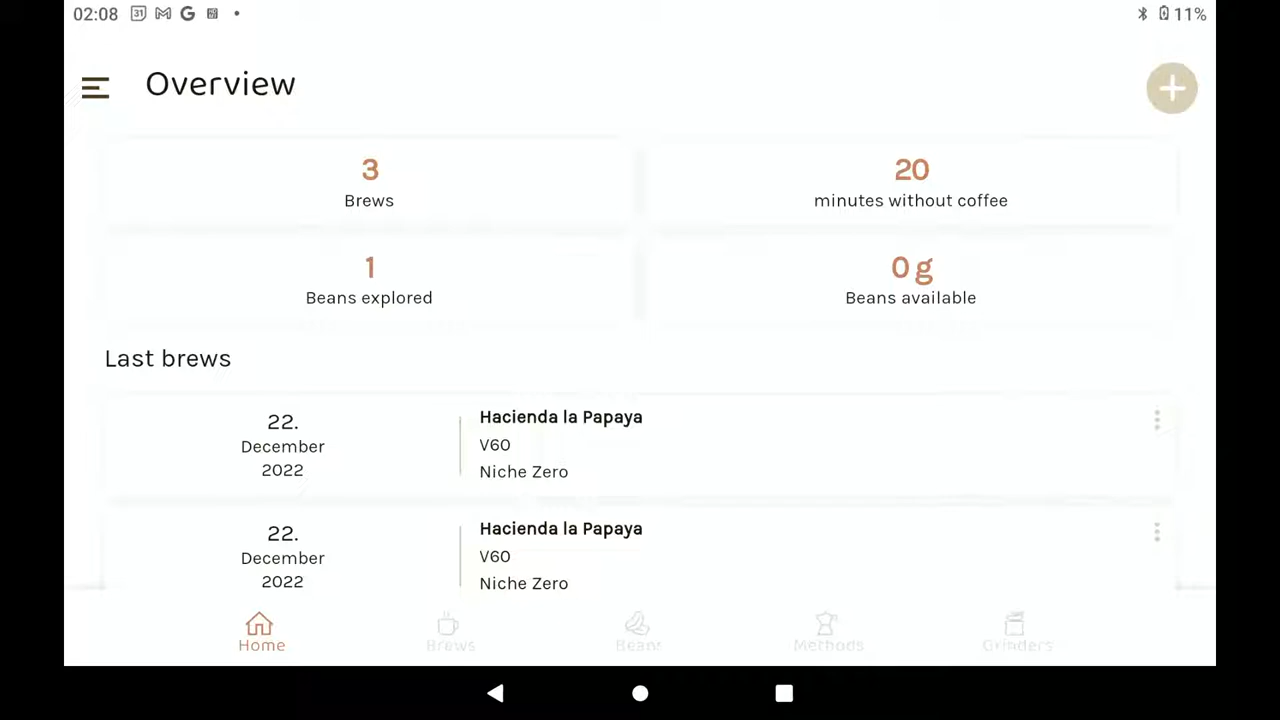 02:08 31 11%
Overview
3
Brews
20
minutes without coffee
1
Beans explored
0 g
Beans available
Last brews
22.
December
2022
Hacienda la Papaya
V60
Niche Zero
22.
December
2022
Hacienda la Papaya
V60
Niche Zero
Home Brews Beans Methods Grinders